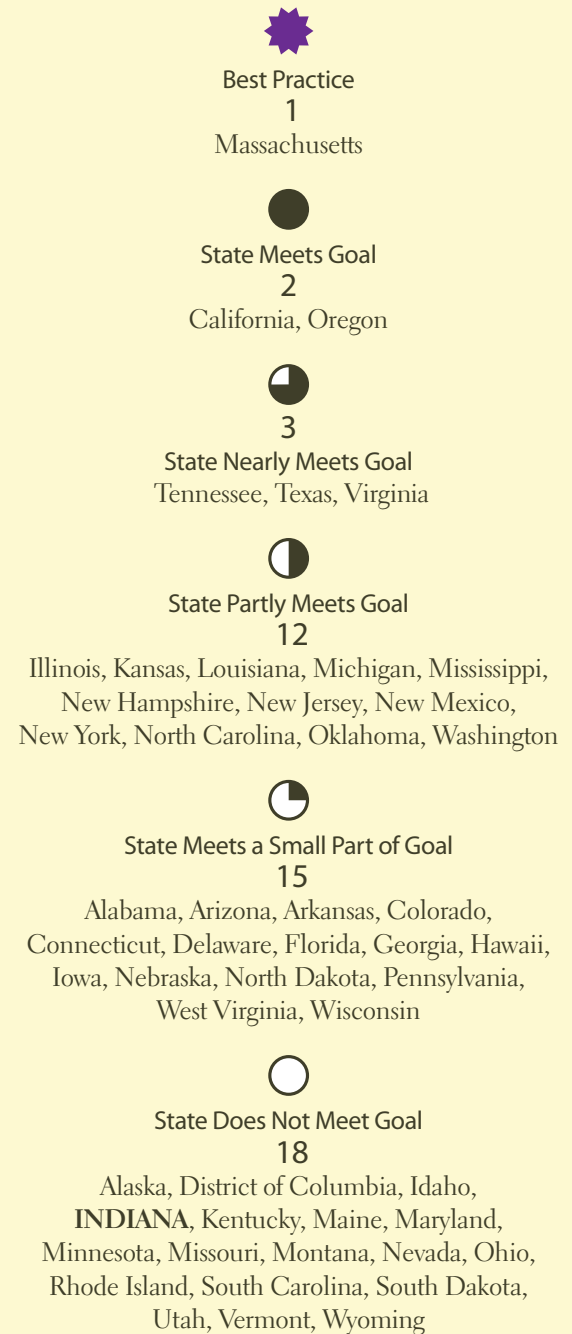 Best Practice
1
Massachusetts
State Meets Goal
2
California, Oregon
3
State Nearly Meets Goal
Tennessee, Texas, Virginia
State Partly Meets Goal
12
Illinois, Kansas, Louisiana, Michigan, Mississippi,
New Hampshire, New Jersey, New Mexico,
New York, North Carolina, Oklahoma, Washington
State Meets a Small Part of Goal
15
Alabama, Arizona, Arkansas, Colorado,
Connecticut, Delaware, Florida, Georgia, Hawaii,
Iowa, Nebraska, North Dakota, Pennsylvania,
West Virginia, Wisconsin
State Does Not Meet Goal
18
Alaska, District of Columbia, Idaho,
INDIANA, Kentucky, Maine, Maryland,
Minnesota, Missouri, Montana, Nevada, Ohio,
Rhode Island, South Carolina, South Dakota,
Utah, Vermont, Wyoming